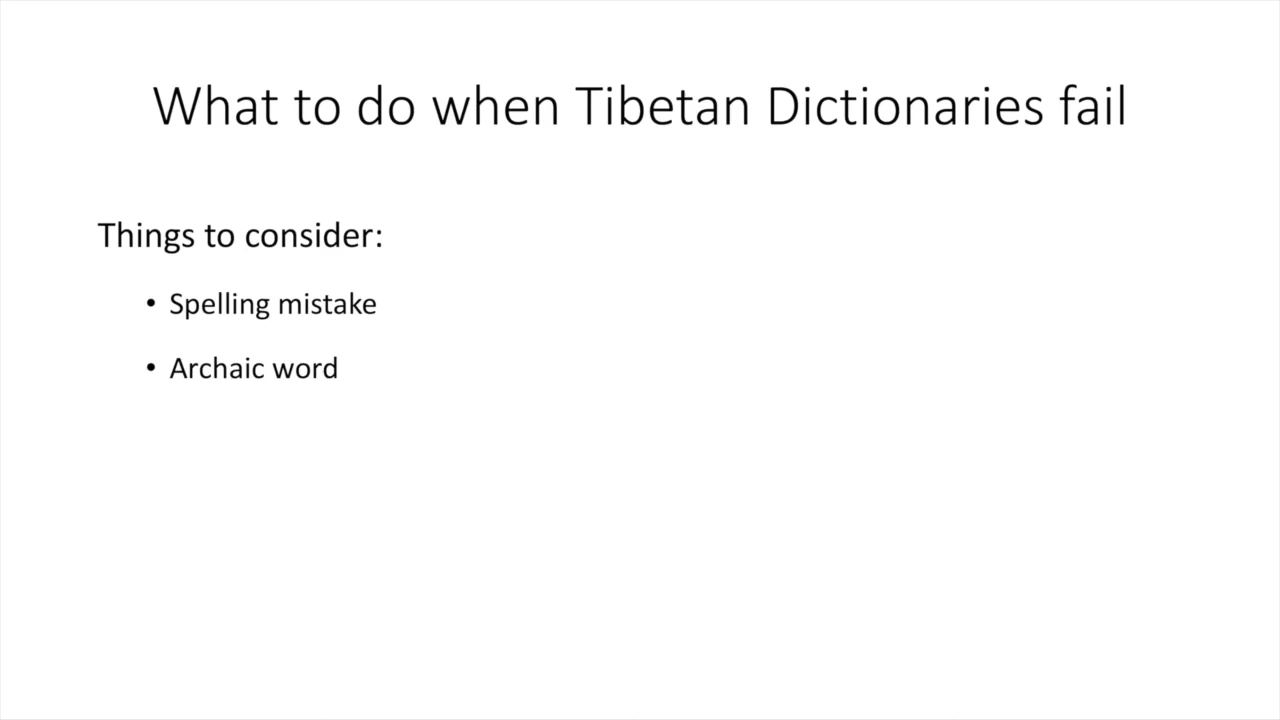 What to do when Tibetan Dictionaries fail
Things to consider:
• Spelling mistake
• Archaic word